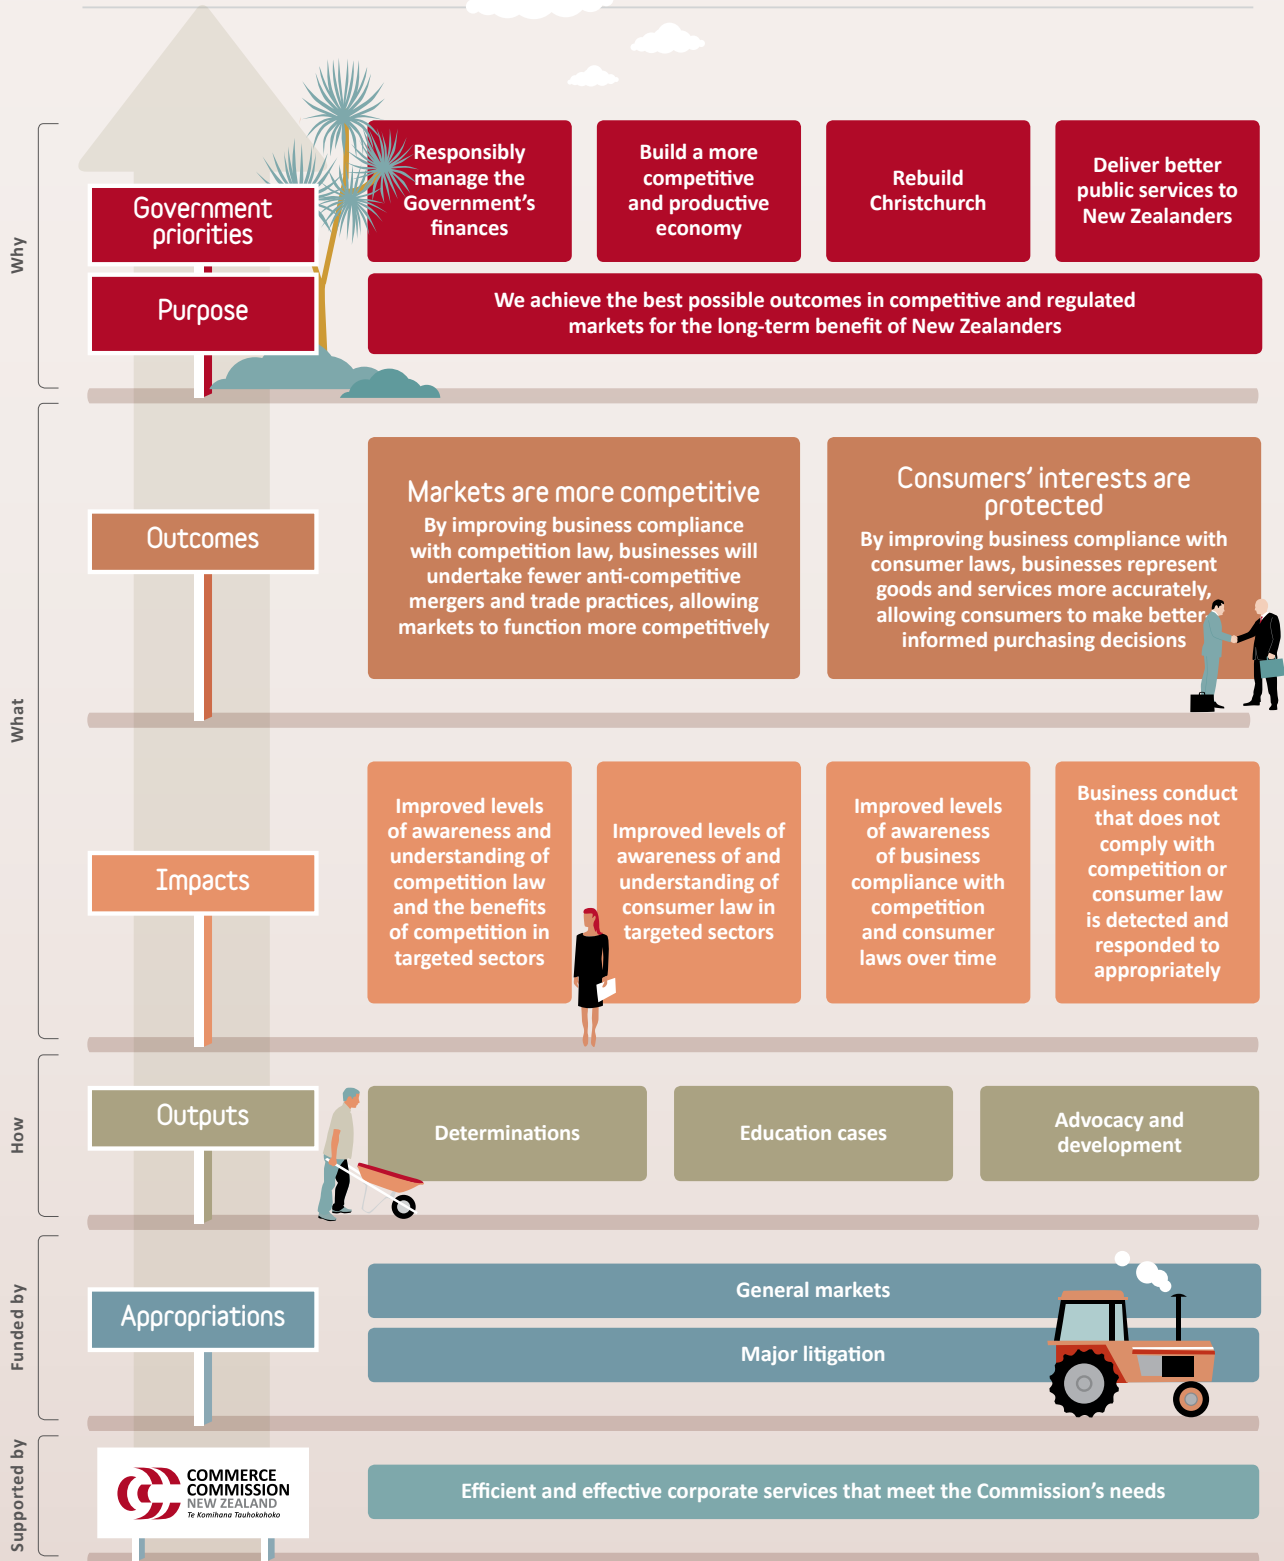 Why
Government
priorities
Responsibly
manage the
Government's
finances
Build a more
competitive
and productive
economy
Rebuild
Christchurch
Deliver better
public services to
New Zealanders
Purpose
We achieve the best possible outcomes in competitive and regulated
markets for the long-term benefit of New Zealanders
What
Outcomes
Markets are more competitive
By improving business compliance
with competition law, businesses will
undertake fewer anti-competitive
mergers and trade practices, allowing
markets to function more competitively
Consumers' interests are
protected
By improving business compliance with
consumer laws, businesses represent
goods and services more accurately,
allowing consumers to make better
informed purchasing decisions
Impacts
Improved levels
of awareness and
understanding of
competition law
and the benefits
of competition in
targeted sectors
Improved levels of
awareness of and
understanding of
consumer law in
targeted sectors
Improved levels
of awareness
of business
compliance with
competition
and consumer
laws over time
Business conduct
that does not
comply with
competition or
consumer law
is detected and
responded to
appropriately
How
Outputs
Determinations
Education cases
Advocacy and
development
Funded by
Appropriations
General markets
Major litigation
Supported by
COMMERCE
COMMISSION
NEW ZEALAND
Te Komihana Tauhokohoko
Efficient and effective corporate services that meet the Commission's needs